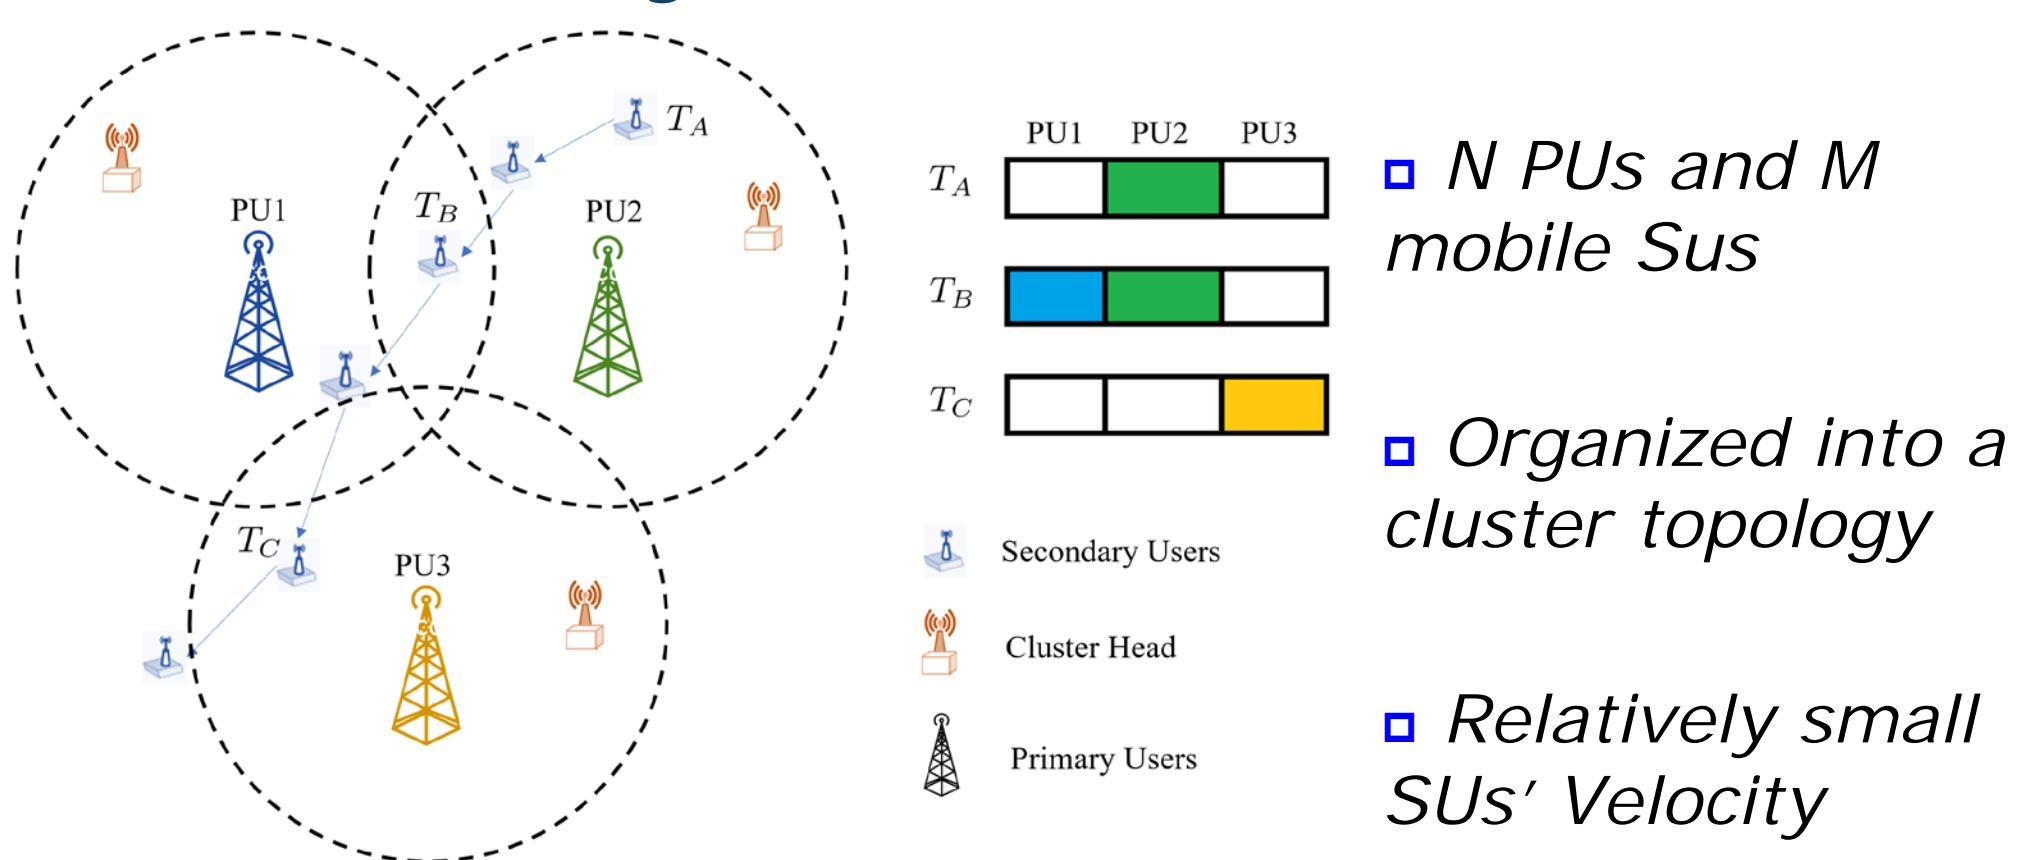 T_A
PU1
T_B
PU2
T_C
PU3
PU1 PU2 PU3
T_A
T_B
T_C
Secondary Users
Cluster Head
Primary Users
N PUs and M
mobile Sus
Organized into a
cluster topology
Relatively small
SUs’ Velocity